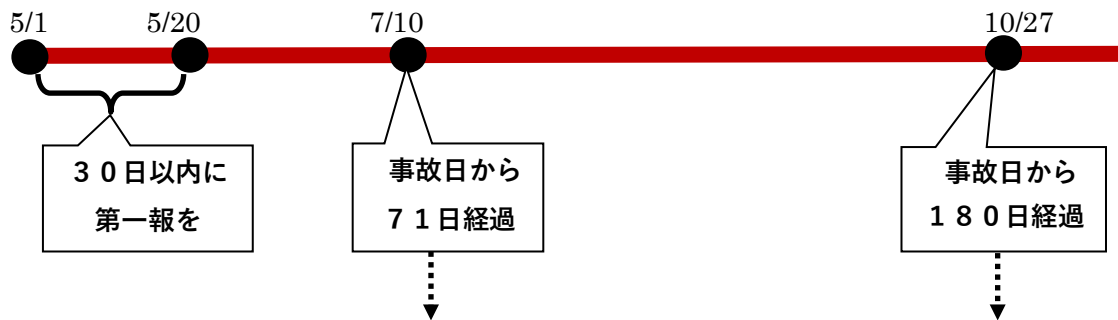 5/1
5/20
7/10
10/27
３０日以内に
第一報を
事故日から
７１日経過
事故日から
１８０日経過